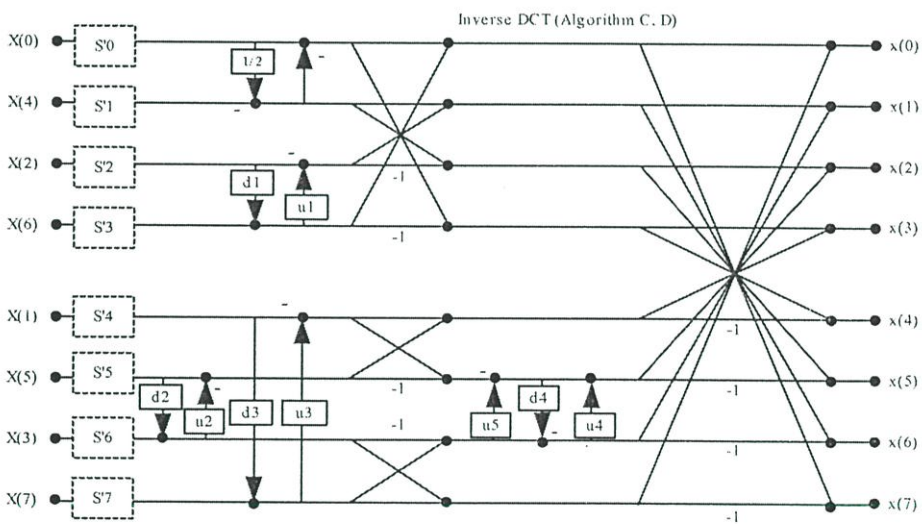 Inverse DCT (Algorithm C, D)
X(0) S'0 x(0)
1/2 -
X(4) S'1 - x(1)
X(2) S'2 - -1 x(2)
d1 u1
X(6) S'3 -1 x(3)
X(1) S'4 - -1 x(4)
X(5) S'5 - -1 - -1 x(5)
d2 u2 d3 u3 -1 u5 d4 u4
X(3) S'6 - -1 x(6)
X(7) S'7 -1 x(7)